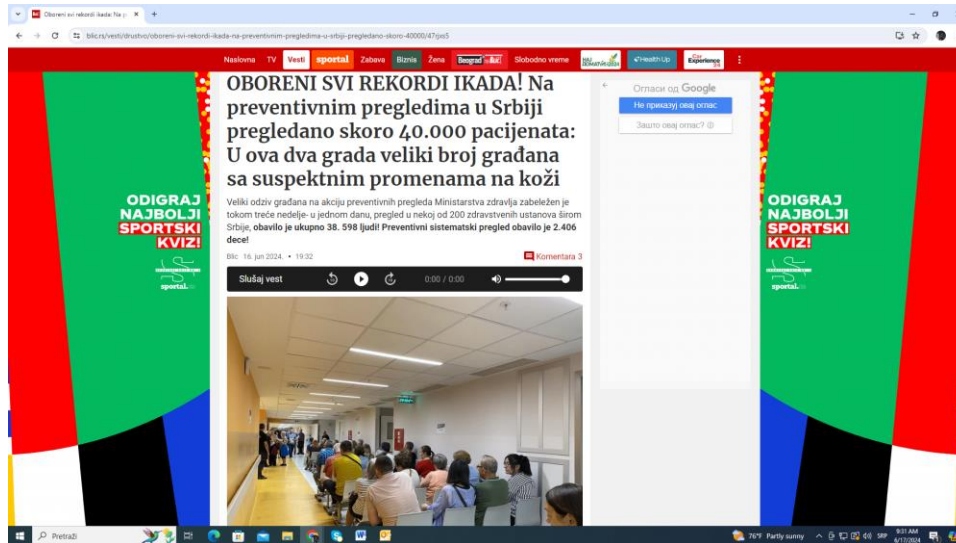 Oboreni svi rekordi ikada: Na p
blic.rs/vesti/drustvo/oboreni-svi-rekordi-ikada-na-preventivnim-pregledima-u-srbiji-pregledano-skoro-40000/47rjxs5
Naslovna TV Vesti sportal Zabava Biznis Žena Beograd Slobodno vreme Health Up Car Experience
OBORENI SVI REKORDI IKADA! Na
preventivnim pregledima u Srbiji
pregledano skoro 40.000 pacijenata:
U ova dva grada veliki broj građana
sa suspektnim promenama na koži
Veliki odziv građana na akciju preventivnih pregleda Ministarstva zdravlja zabeležen je
tokom treće nedelje- u jednom danu, pregled u nekoj od 200 zdravstvenih ustanova širom
Srbije, obavilo je ukupno 38. 598 ljudi! Preventivni sistematski pregled obavilo je 2.406
dece!
Blic 16. jun 2024. • 19:32
Komentara 3
Slušaj vest 0:00 / 0:00
Огласи од Google
Не приказуј овај оглас
Зашто овај оглас?
ODIGRAJ
NAJBOLJI
SPORTSKI
KVIZ!
sportal.
ODIGRAJ
NAJBOLJI
SPORTSKI
KVIZ!
sportal.
Pretraži
76°F Partly sunny
SRP
9:31 AM
6/17/2024